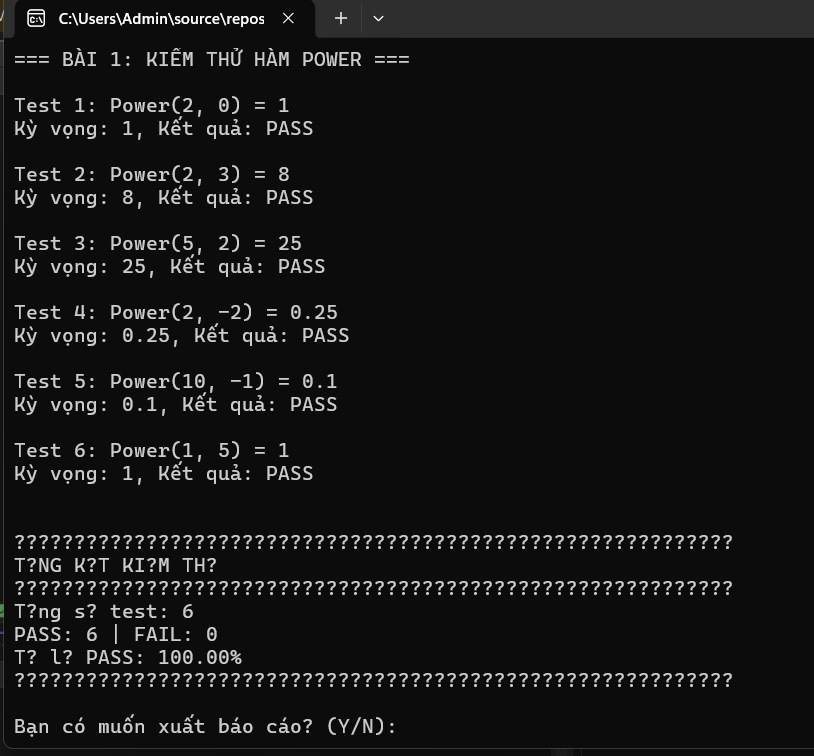 C:\Users\Admin\source\repos
=== BÀI 1: KIỂM THỬ HÀM POWER ===
Test 1: Power(2, 0) = 1
Kỳ vọng: 1, Kết quả: PASS
Test 2: Power(2, 3) = 8
Kỳ vọng: 8, Kết quả: PASS
Test 3: Power(5, 2) = 25
Kỳ vọng: 25, Kết quả: PASS
Test 4: Power(2, -2) = 0.25
Kỳ vọng: 0.25, Kết quả: PASS
Test 5: Power(10, -1) = 0.1
Kỳ vọng: 0.1, Kết quả: PASS
Test 6: Power(1, 5) = 1
Kỳ vọng: 1, Kết quả: PASS
????????????????????????????????????????????????????????????
T?NG K?T KI?M TH?
????????????????????????????????????????????????????????????
T?ng s? test: 6
PASS: 6 | FAIL: 0
T? l? PASS: 100.00%
????????????????????????????????????????????????????????????
Bạn có muốn xuất báo cáo? (Y/N):